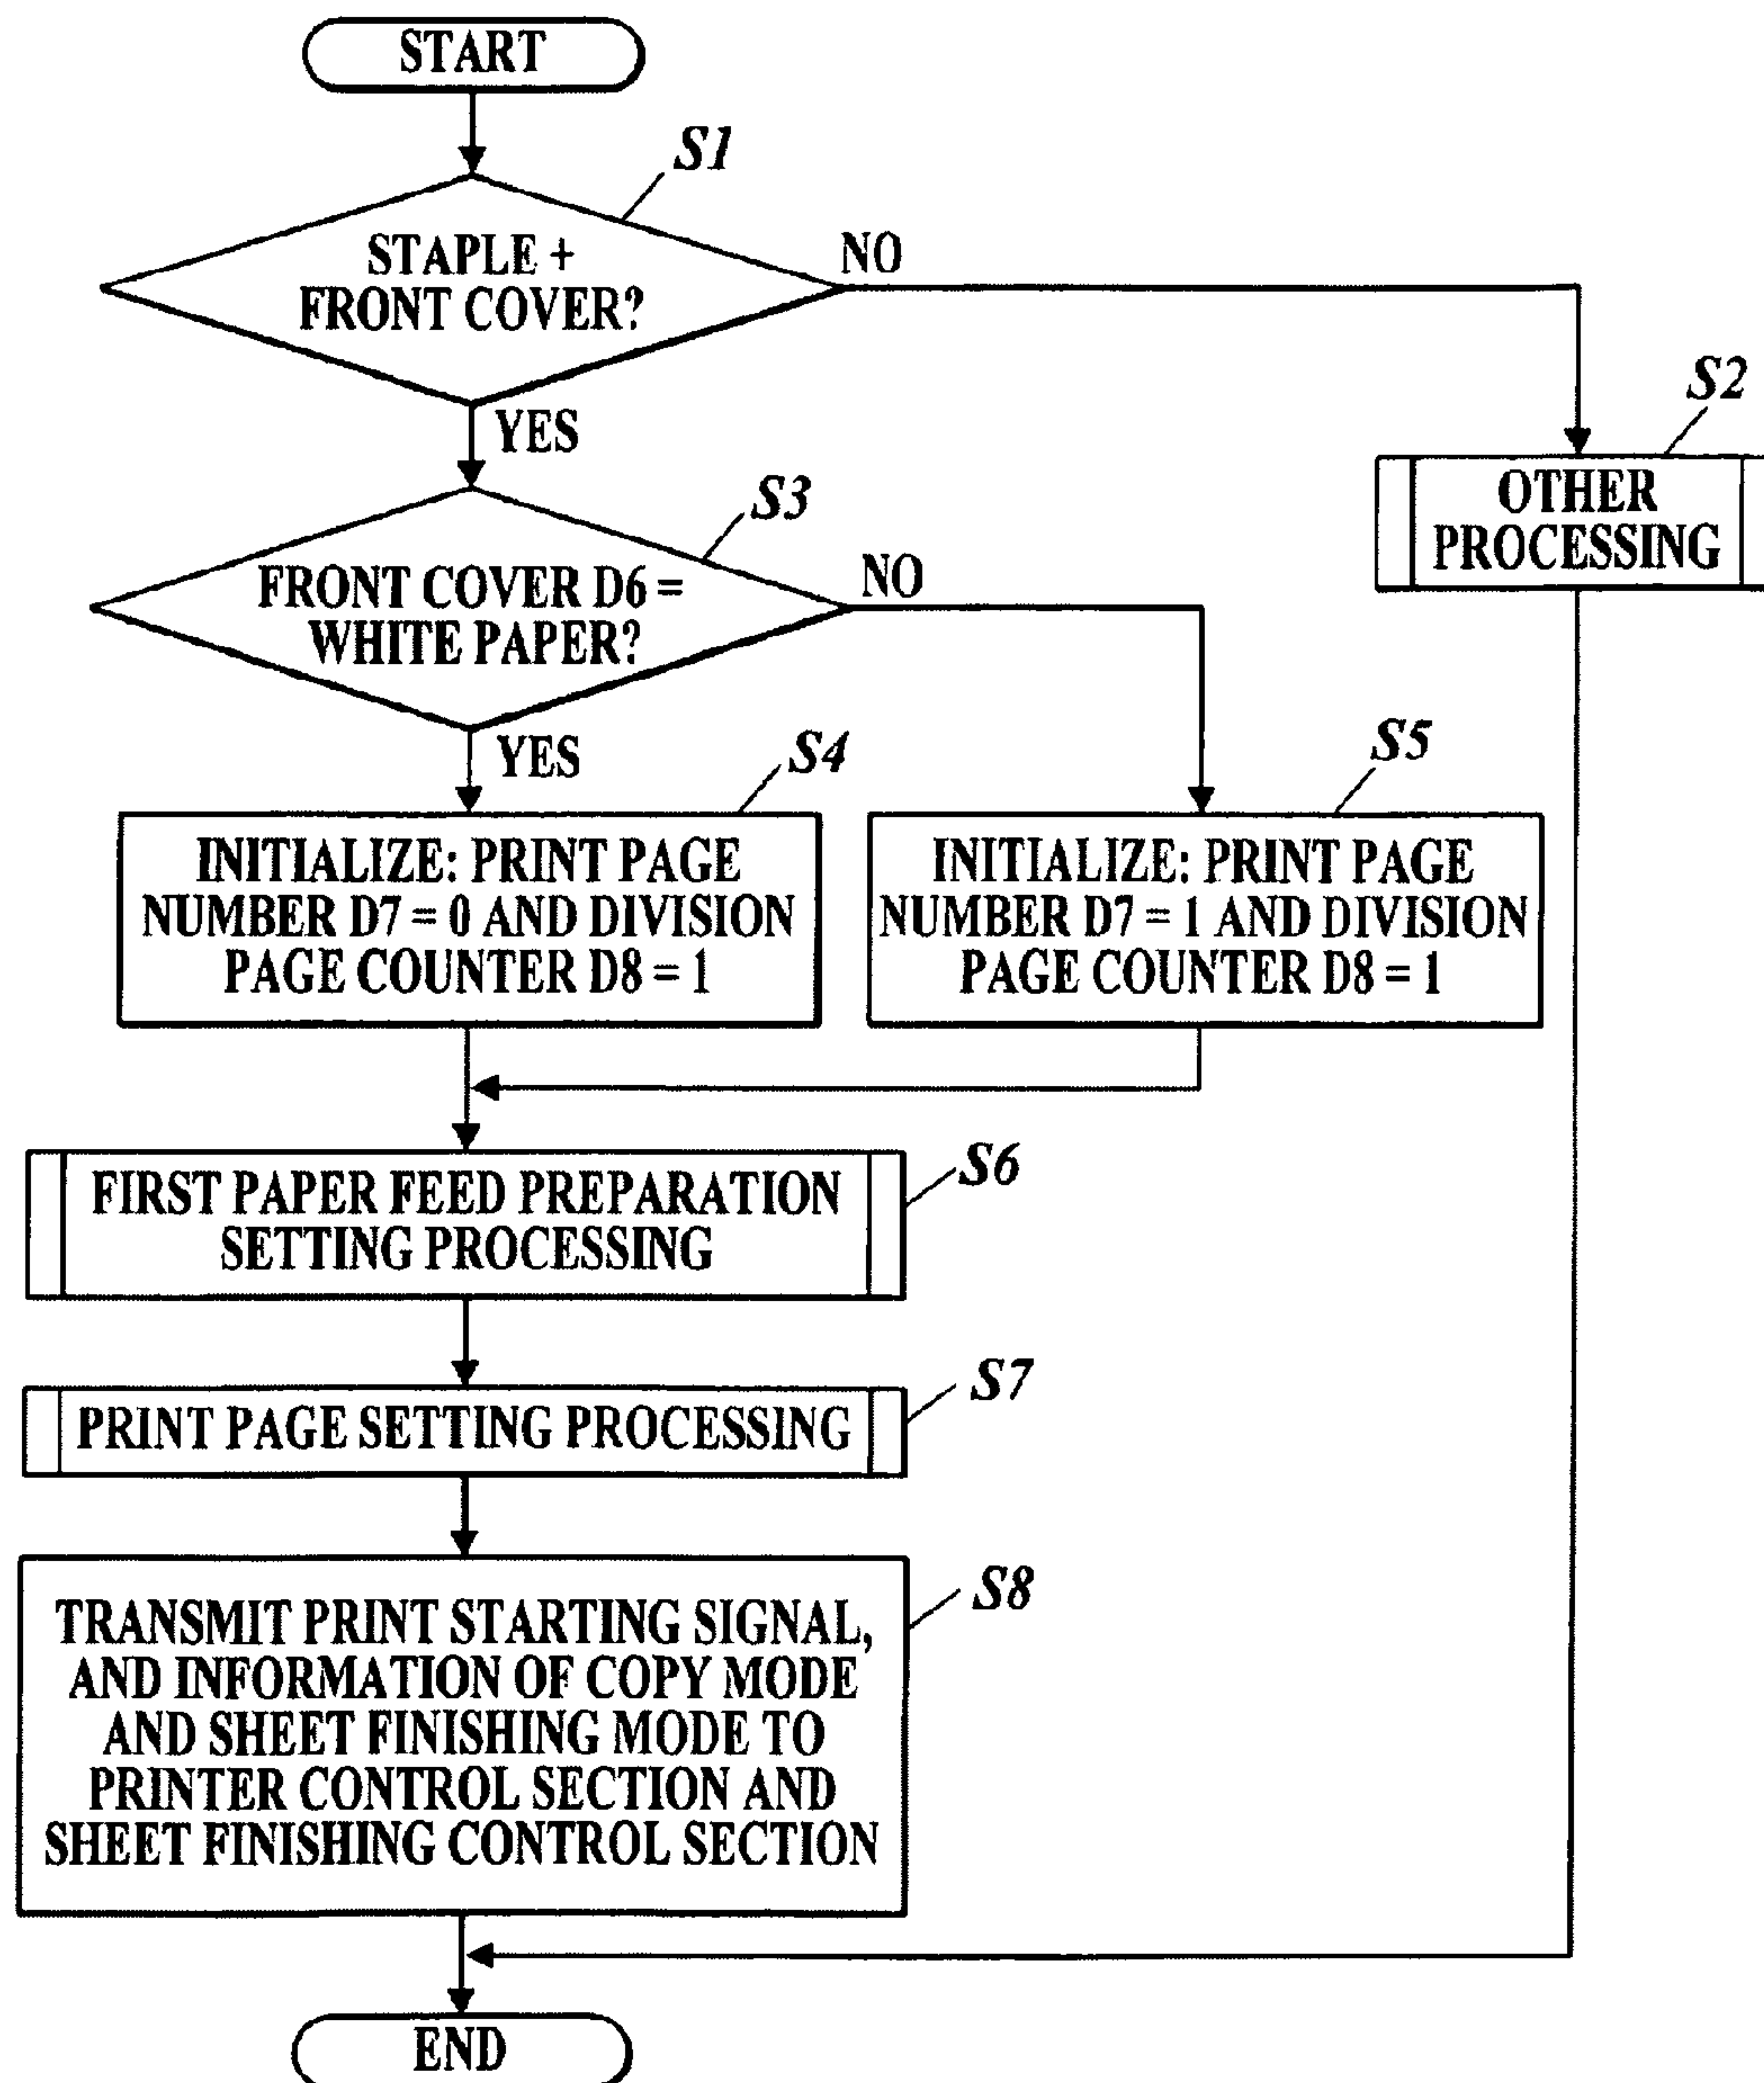 START
S1
STAPLE +
FRONT COVER?
NO
YES
S2
OTHER
PROCESSING
S3
FRONT COVER D6 =
WHITE PAPER?
NO
YES
S4
INITIALIZE: PRINT PAGE
NUMBER D7 = 0 AND DIVISION
PAGE COUNTER D8 = 1
S5
INITIALIZE: PRINT PAGE
NUMBER D7 = 1 AND DIVISION
PAGE COUNTER D8 = 1
S6
FIRST PAPER FEED PREPARATION
SETTING PROCESSING
S7
PRINT PAGE SETTING PROCESSING
S8
TRANSMIT PRINT STARTING SIGNAL,
AND INFORMATION OF COPY MODE
AND SHEET FINISHING MODE TO
PRINTER CONTROL SECTION AND
SHEET FINISHING CONTROL SECTION
END